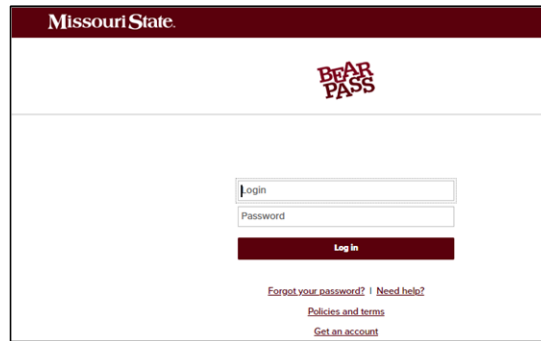 Missouri State.
BEAR
PASS
Login
Password
Log in
Forgot your password? | Need help?
Policies and terms
Get an account